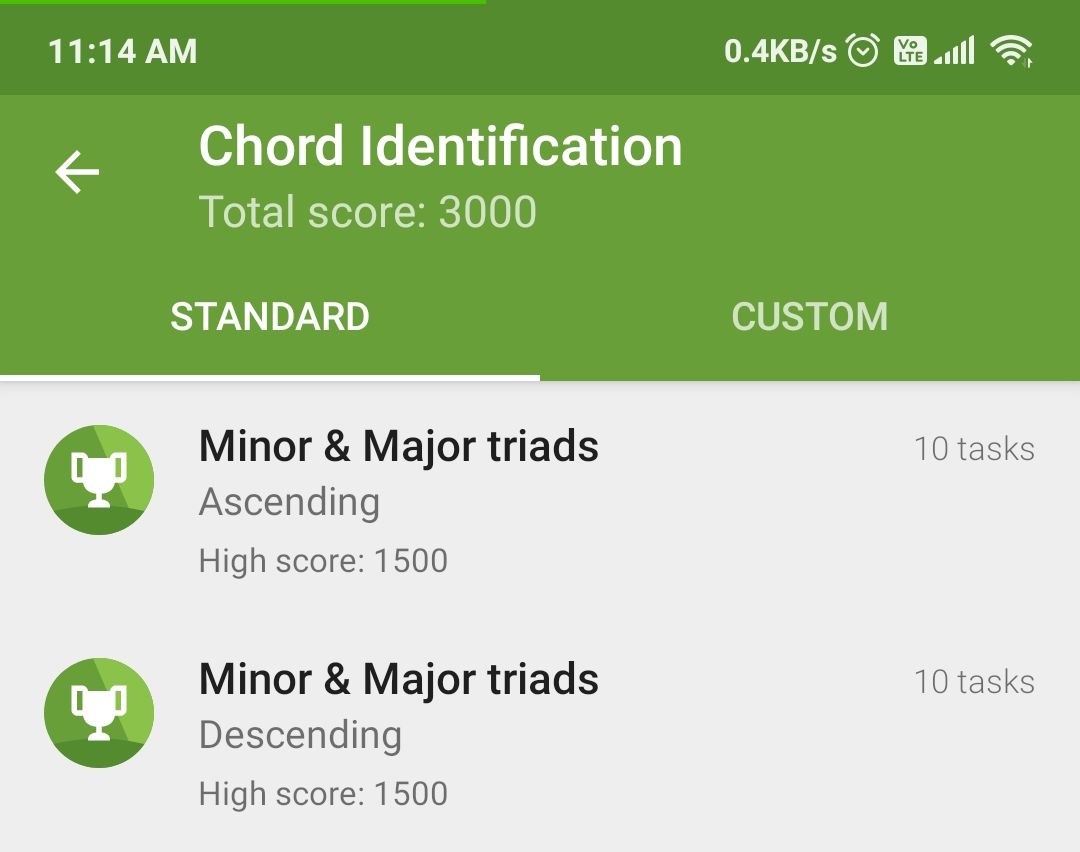 11:14 AM 0.4KB/s Vo LTE
Chord Identification
Total score: 3000
STANDARD CUSTOM
Minor & Major triads 10 tasks
Ascending
High score: 1500
Minor & Major triads 10 tasks
Descending
High score: 1500